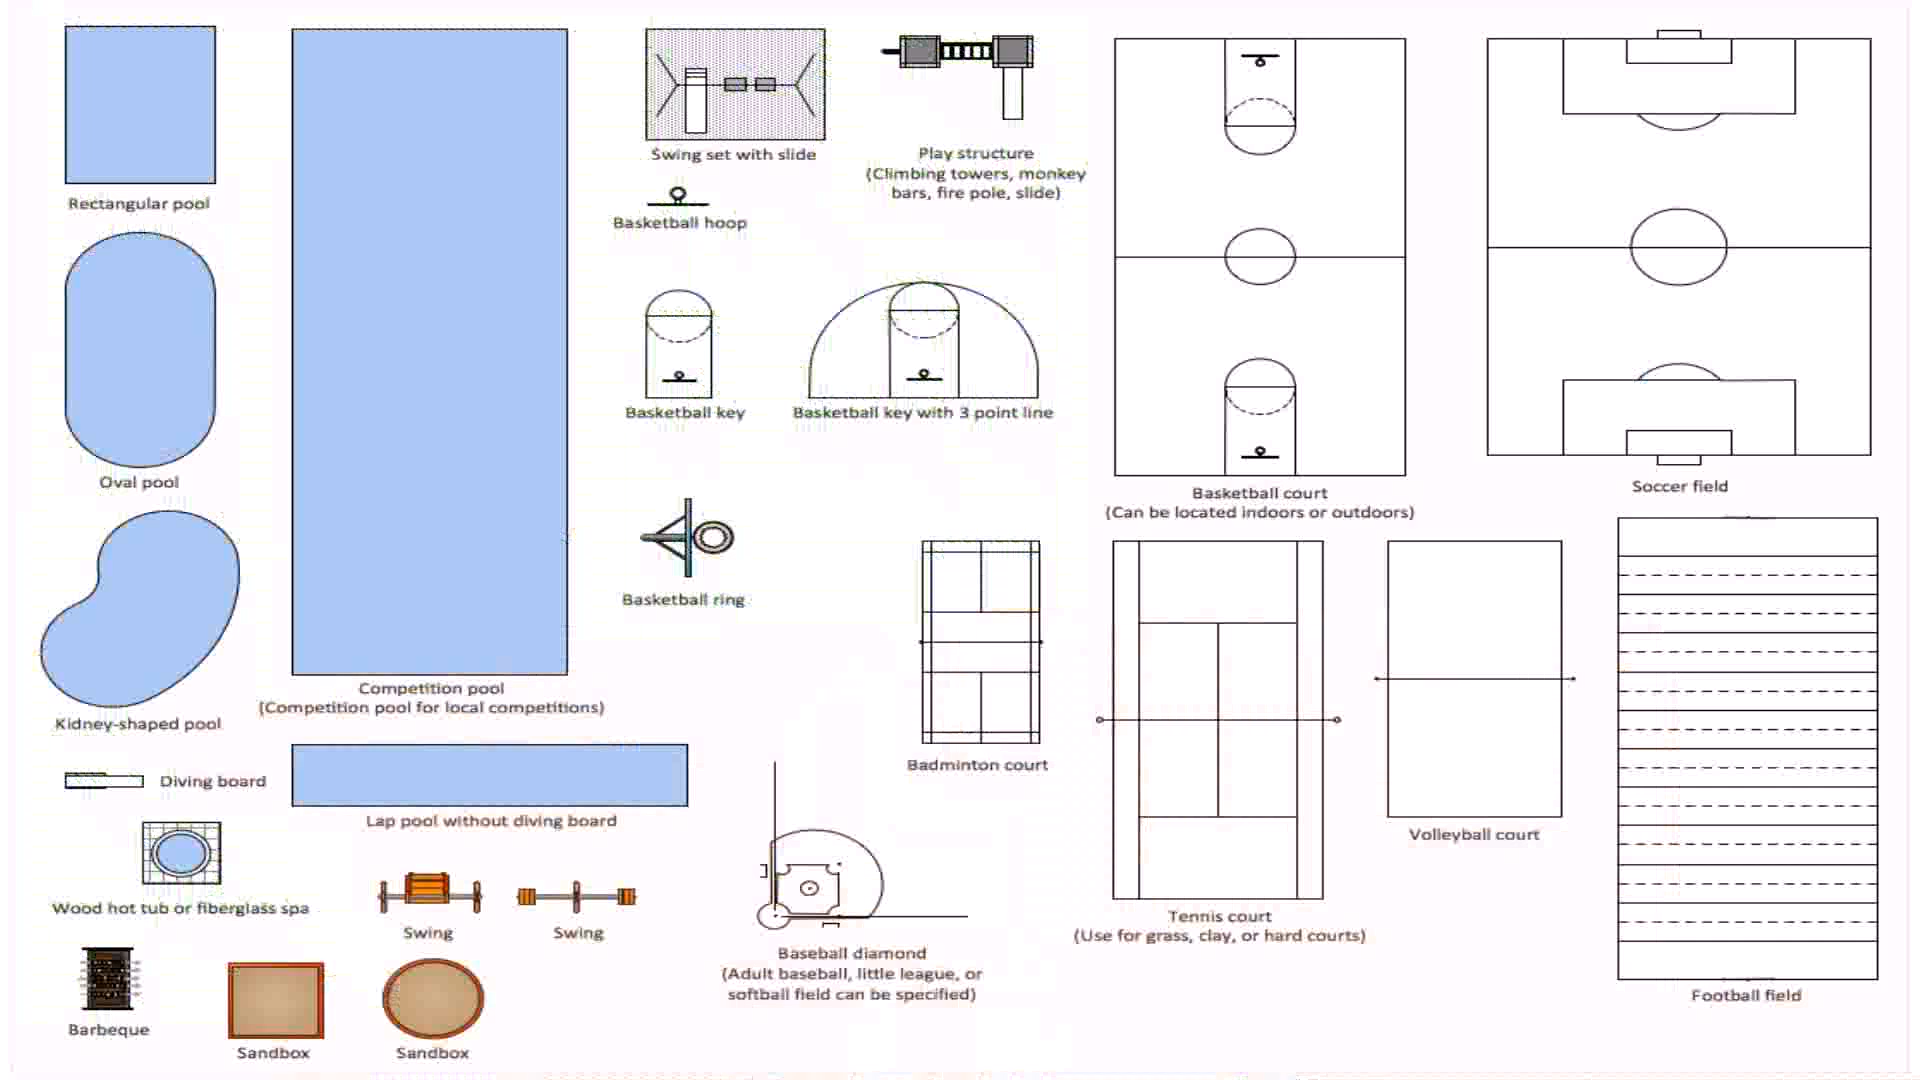 Rectangular pool
Oval pool
Kidney-shaped pool
Diving board
Wood hot tub or fiberglass spa
Barbeque
Sandbox
Sandbox
Competition pool
(Competition pool for local competitions)
Lap pool without diving board
Swing
Swing
Swing set with slide
Basketball hoop
Play structure
(Climbing towers, monkey
bars, fire pole, slide)
Basketball key
Basketball key with 3 point line
Basketball ring
Baseball diamond
(Adult baseball, little league, or
softball field can be specified)
Badminton court
Basketball court
(Can be located indoors or outdoors)
Tennis court
(Use for grass, clay, or hard courts)
Volleyball court
Soccer field
Football field